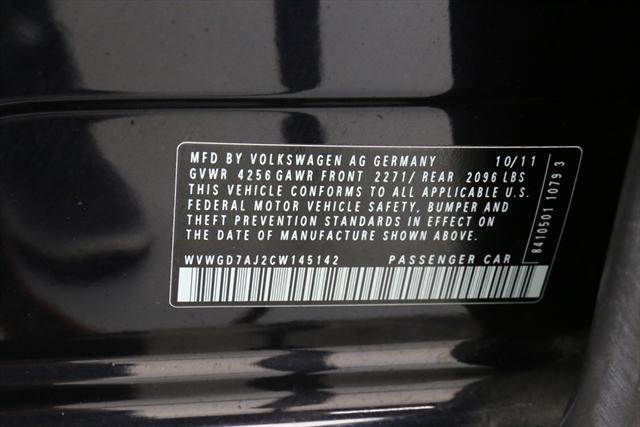 MFD BY VOLKSWAGEN AG GERMANY 10/11
GVWR 4256 GAWR FRONT 2271/ REAR 2096 LBS
THIS VEHICLE CONFORMS TO ALL APPLICABLE U.S.
FEDERAL MOTOR VEHICLE SAFETY, BUMPER AND
THEFT PREVENTION STANDARDS IN EFFECT ON
THE DATE OF MANUFACTURE SHOWN ABOVE.
WVWGD7AJ2CW145142 PASSENGER CAR
84105011079 3